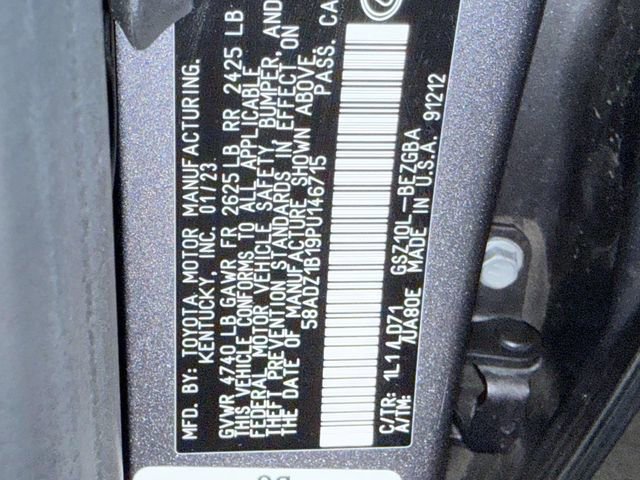 MFD. BY: TOYOTA MOTOR MANUFACTURING.
KENTUCKY, INC. 01/23
GVWR 4740 LB GAWR FR 2625 LB RR 2425 LB
THIS VEHICLE CONFORMS TO ALL APPLICABLE
FEDERAL MOTOR VEHICLE SAFETY, BUMPER, AND
THEFT PREVENTION STANDARDS IN EFFECT ON
THE DATE OF MANUFACTURE SHOWN ABOVE.
58ADZ1B19PU146715 PASS. CA
C/TR: 1L1 / LD71 GSZ10L-BEZGBA
A/TM: /UA80E MADE IN U.S.A. 91212